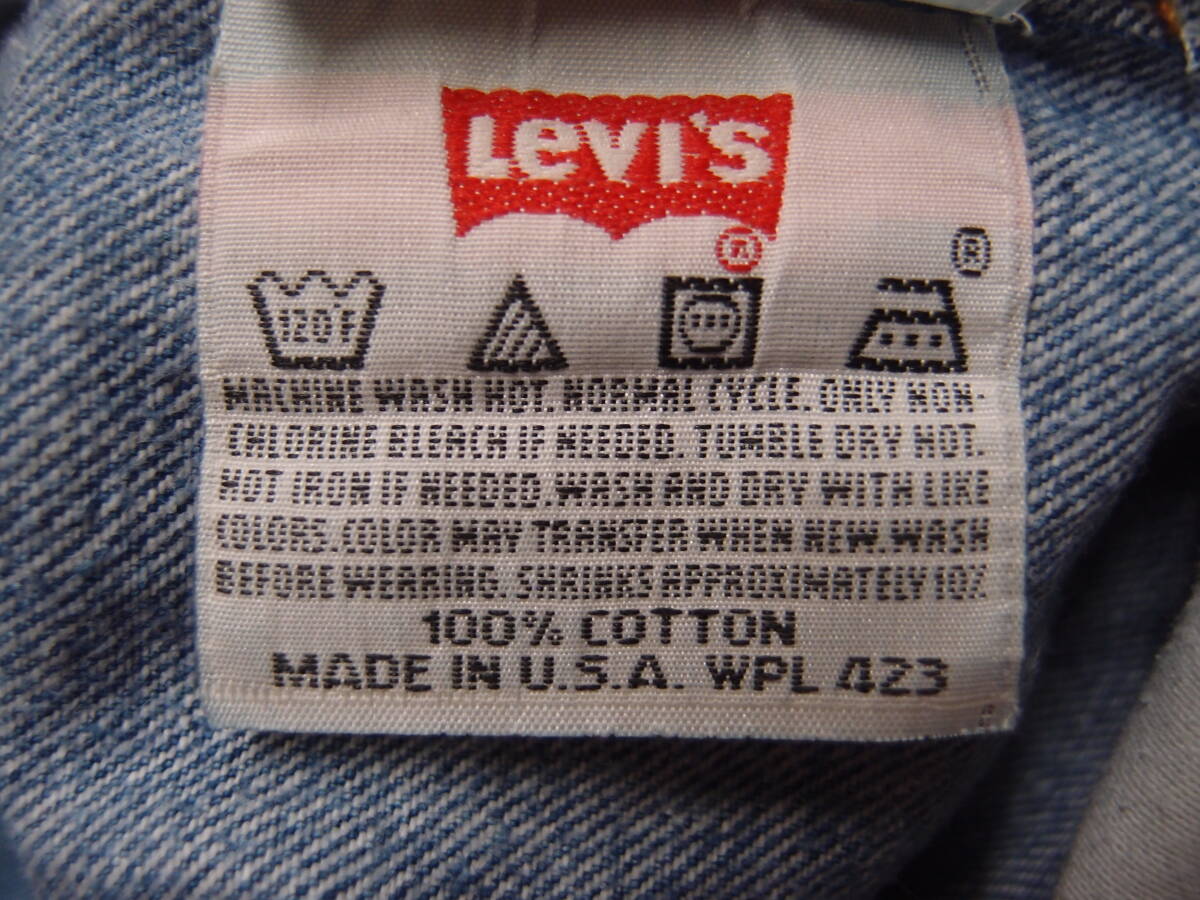 LEVI'S
®
®
120°F
MACHINE WASH HOT. NORMAL CYCLE. ONLY NON-
CHLORINE BLEACH IF NEEDED. TUMBLE DRY HOT.
HOT IRON IF NEEDED. WASH AND DRY WITH LIKE
COLORS. COLOR MAY TRANSFER WHEN NEW. WASH
BEFORE WEARING. SHRINKS APPROXIMATELY 10%
100% COTTON
MADE IN U.S.A. WPL 423